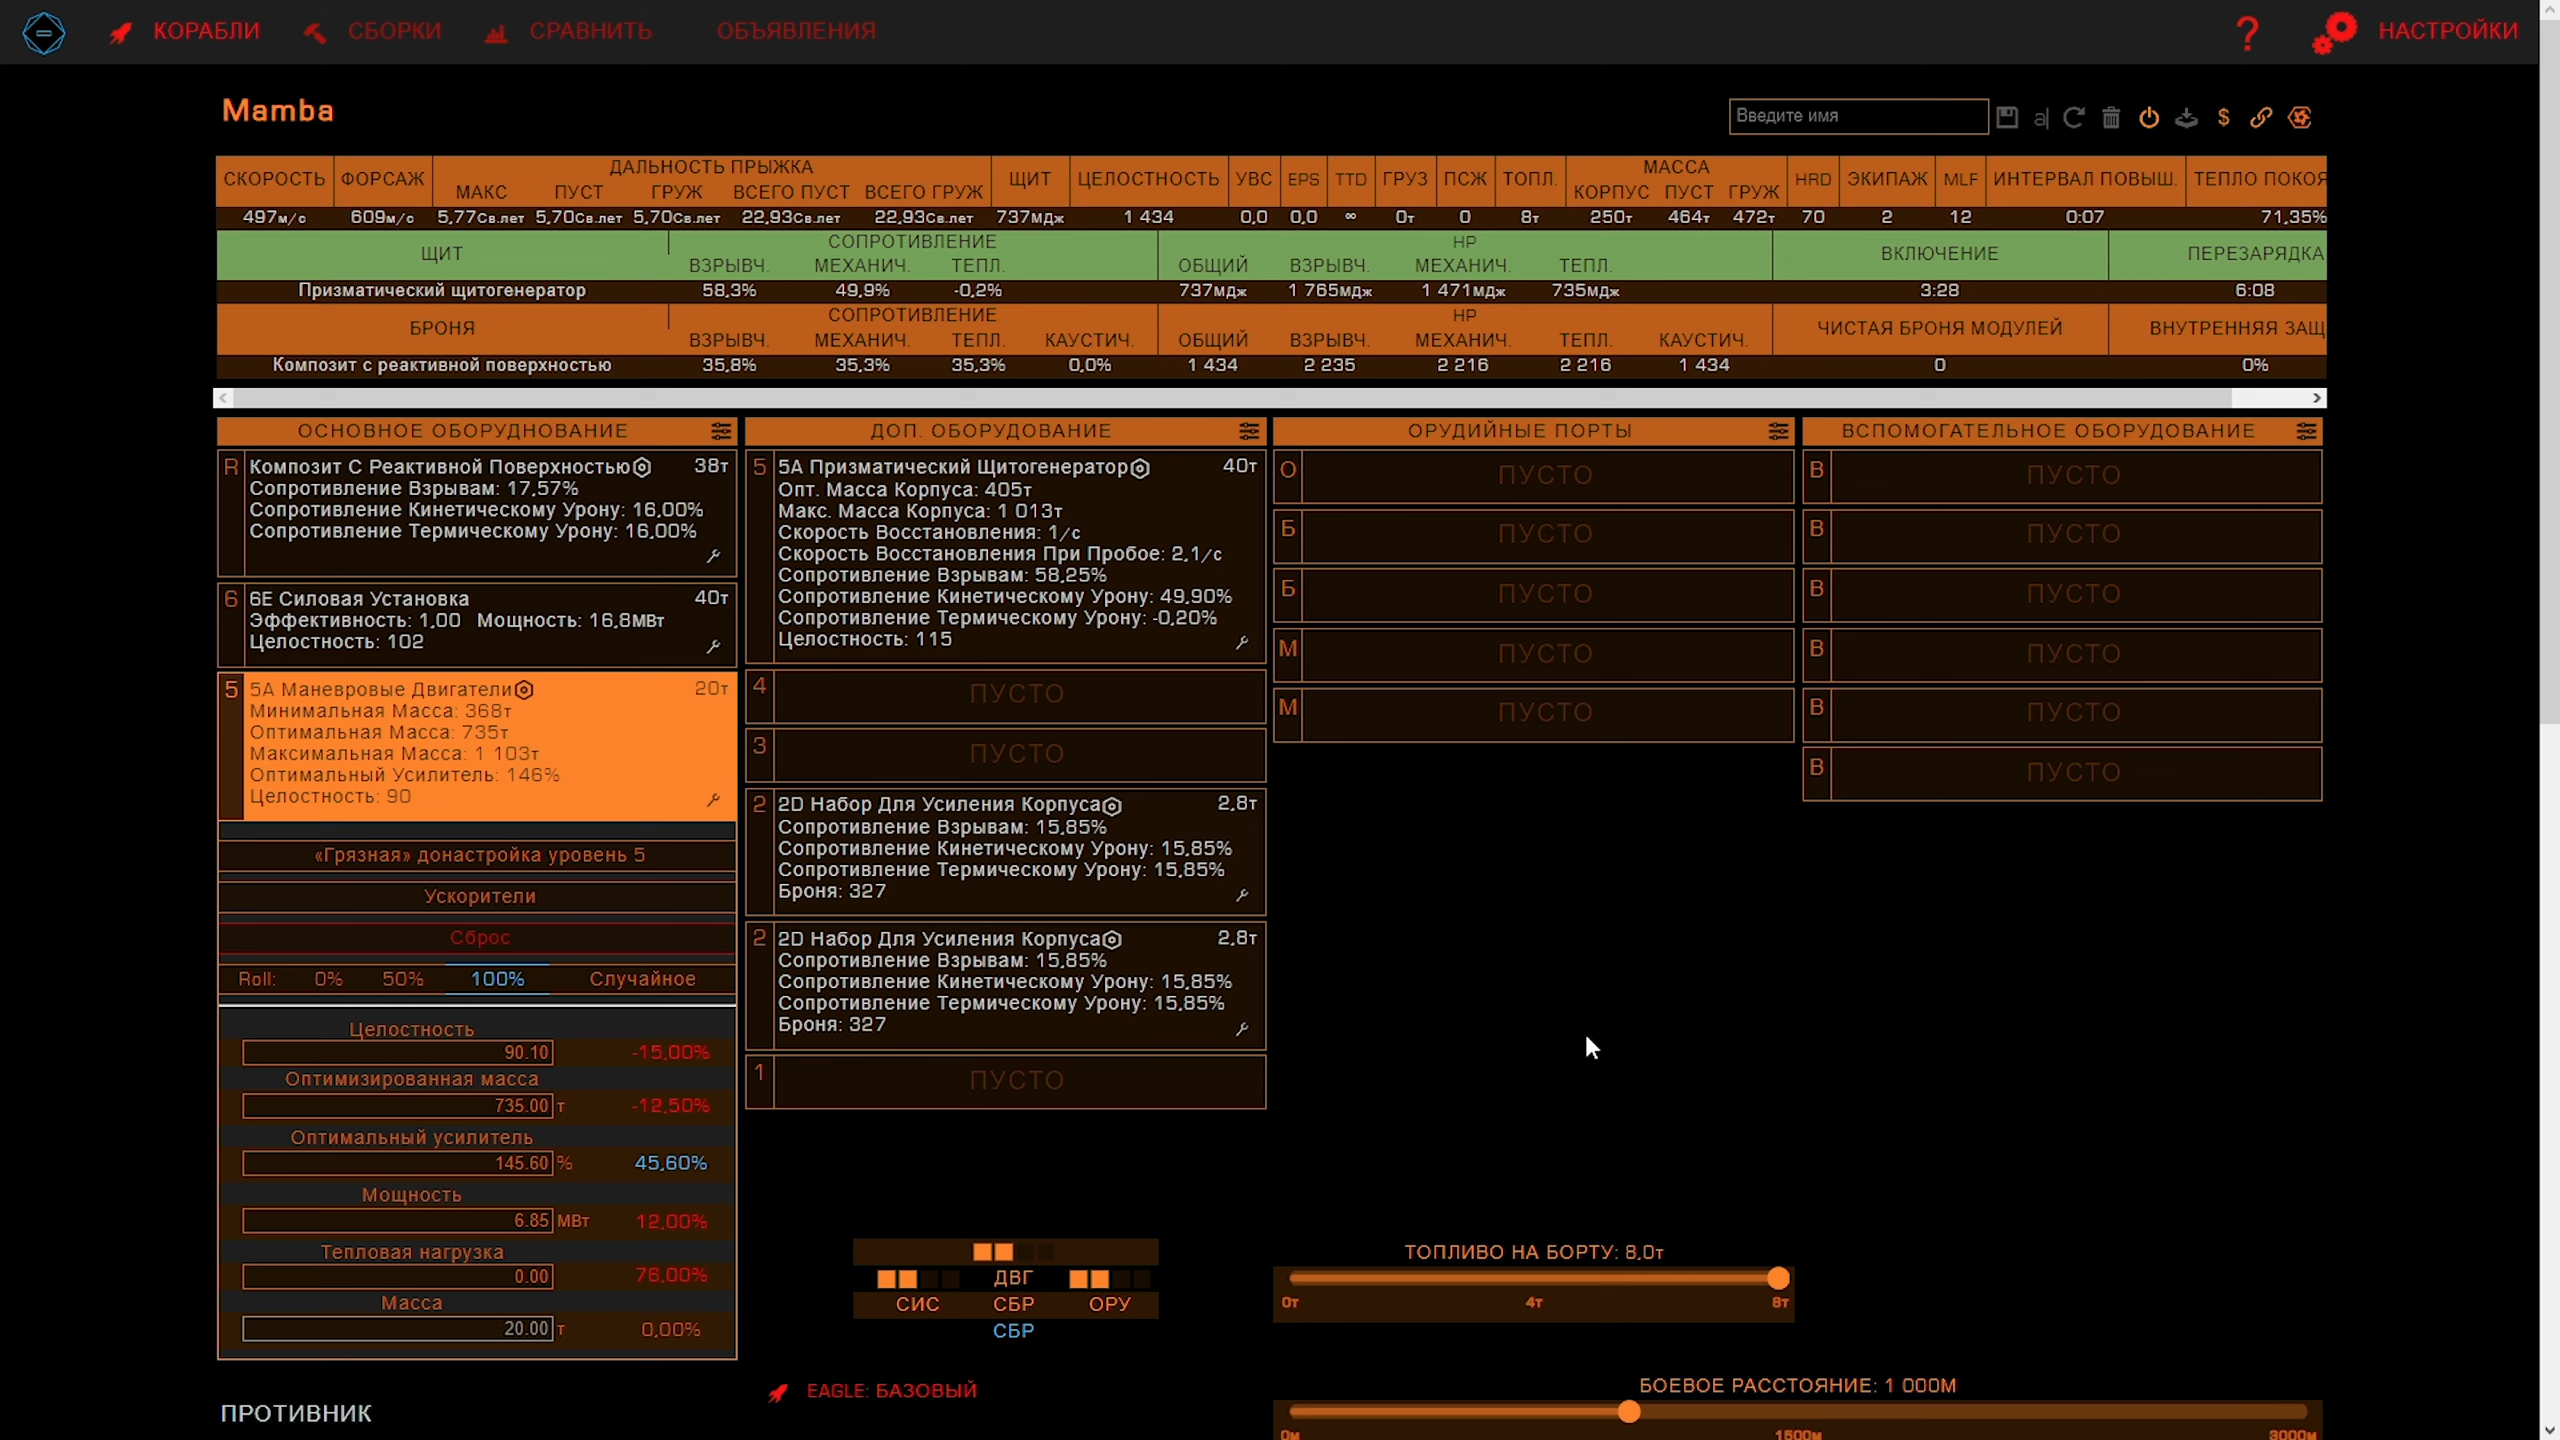 КОРАБЛИ СБОРКИ СРАВНИТЬ ОБЪЯВЛЕНИЯ ? НАСТРОЙКИ
Mamba
Введите имя
СКОРОСТЬ ФОРСАЖ ДАЛЬНОСТЬ ПРЫЖКА ЩИТ ЦЕЛОСТНОСТЬ УВС EPS TTD ГРУЗ ПСЖ ТОПЛ. МАССА HRD ЭКИПАЖ MLF ИНТЕРВАЛ ПОВЫШ. ТЕПЛО ПОКОЯ
МАКС ПУСТ ГРУЖ ВСЕГО ПУСТ ВСЕГО ГРУЖ КОРПУС ПУСТ ГРУЖ
497м/с 609м/с 5,77Св.лет 5,70Св.лет 5,70Св.лет 22,93Св.лет 22,93Св.лет 737МДж 1 434 0,0 0,0 ∞ 0т 0 8т 250т 464т 472т 70 2 12 0:07 71,35%
ЩИТ СОПРОТИВЛЕНИЕ HP ВКЛЮЧЕНИЕ ПЕРЕЗАРЯДКА
ВЗРЫВЧ. МЕХАНИЧ. ТЕПЛ. ОБЩИЙ ВЗРЫВЧ. МЕХАНИЧ. ТЕПЛ.
Призматический щитогенератор 58,3% 49,9% -0,2% 737МДж 1 765МДж 1 471МДж 735МДж 3:28 6:08
БРОНЯ СОПРОТИВЛЕНИЕ HP ЧИСТАЯ БРОНЯ МОДУЛЕЙ ВНУТРЕННЯЯ ЗАЩ
ВЗРЫВЧ. МЕХАНИЧ. ТЕПЛ. КАУСТИЧ. ОБЩИЙ ВЗРЫВЧ. МЕХАНИЧ. ТЕПЛ. КАУСТИЧ.
Композит с реактивной поверхностью 35,8% 35,3% 35,3% 0,0% 1 434 2 235 2 216 2 216 1 434 0 0%
ОСНОВНОЕ ОБОРУДНОВАНИЕ
R Композит С Реактивной Поверхностью 38т
Сопротивление Взрывам: 17,57%
Сопротивление Кинетическому Урону: 16,00%
Сопротивление Термическому Урону: 16,00%
6 6E Силовая Установка 40т
Эффективность: 1,00 Мощность: 16,8МВт
Целостность: 102
5 5A Маневровые Двигатели 20т
Минимальная Масса: 368т
Оптимальная Масса: 735т
Максимальная Масса: 1 103т
Оптимальный Усилитель: 146%
Целостность: 90
«Грязная» донастройка уровень 5
Ускорители
Сброс
Roll: 0% 50% 100% Случайное
Целостность
90.10 -15,00%
Оптимизированная масса
735.00 т -12,50%
Оптимальный усилитель
145.60 % 45,60%
Мощность
6.85 МВт 12,00%
Тепловая нагрузка
0.00 76,00%
Масса
20.00 т 0,00%
ДОП. ОБОРУДОВАНИЕ
5 5A Призматический Щитогенератор 40т
Опт. Масса Корпуса: 405т
Макс. Масса Корпуса: 1 013т
Скорость Восстановления: 1/с
Скорость Восстановления При Пробое: 2,1/с
Сопротивление Взрывам: 58,25%
Сопротивление Кинетическому Урону: 49,90%
Сопротивление Термическому Урону: -0,20%
Целостность: 115
4 ПУСТО
3 ПУСТО
2 2D Набор Для Усиления Корпуса 2,8т
Сопротивление Взрывам: 15,85%
Сопротивление Кинетическому Урону: 15,85%
Сопротивление Термическому Урону: 15,85%
Броня: 327
2 2D Набор Для Усиления Корпуса 2,8т
Сопротивление Взрывам: 15,85%
Сопротивление Кинетическому Урону: 15,85%
Сопротивление Термическому Урону: 15,85%
Броня: 327
1 ПУСТО
ОРУДИЙНЫЕ ПОРТЫ
О ПУСТО
Б ПУСТО
Б ПУСТО
М ПУСТО
М ПУСТО
ВСПОМОГАТЕЛЬНОЕ ОБОРУДОВАНИЕ
В ПУСТО
В ПУСТО
В ПУСТО
В ПУСТО
В ПУСТО
В ПУСТО
ДВГ
СИС СБР ОРУ
СБР
ТОПЛИВО НА БОРТУ: 8,0т
0т 4т 8т
ПРОТИВНИК
EAGLE: БАЗОВЫЙ
БОЕВОЕ РАССТОЯНИЕ: 1 000М
0м 1500м 3000м